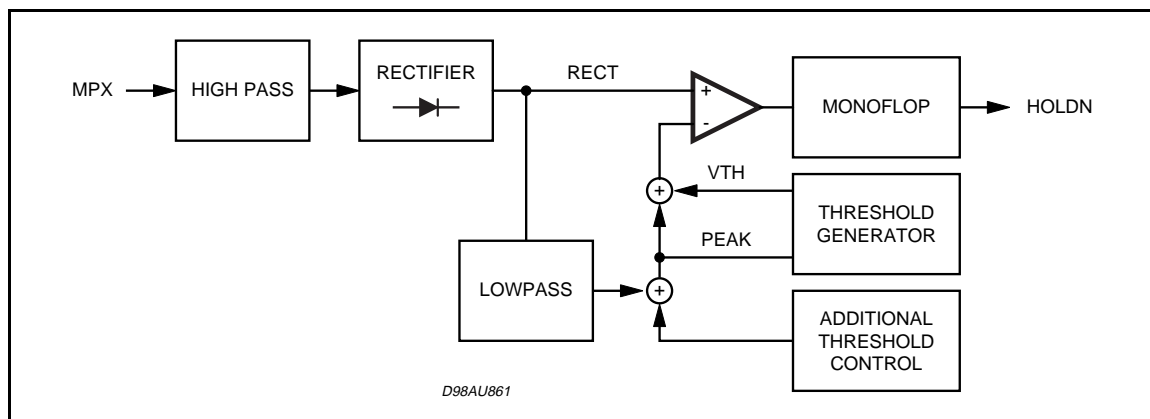 MPX
HIGH PASS
RECTIFIER
RECT
+
-
MONOFLOP
HOLDN
VTH
+
THRESHOLD
GENERATOR
PEAK
LOWPASS
+
ADDITIONAL
THRESHOLD
CONTROL
D98AU861